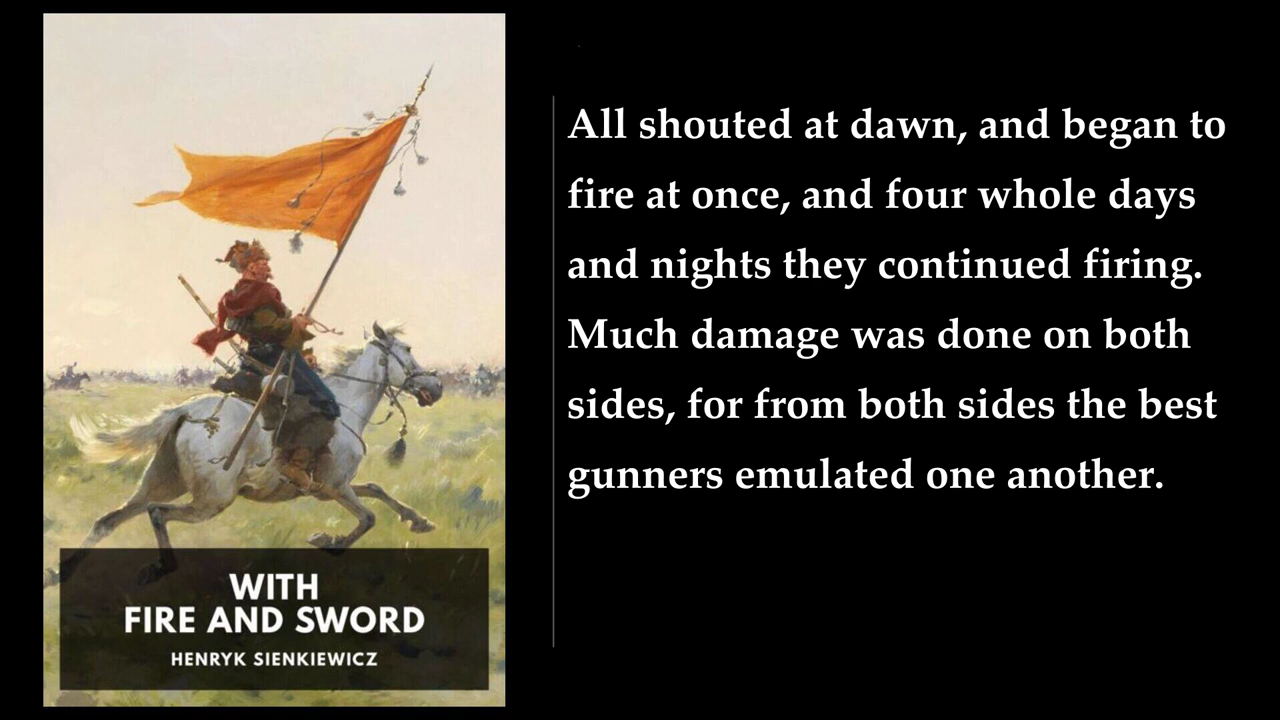 WITH
FIRE AND SWORD
HENRYK SIENKIEWICZ
All shouted at dawn, and began to
fire at once, and four whole days
and nights they continued firing.
Much damage was done on both
sides, for from both sides the best
gunners emulated one another.